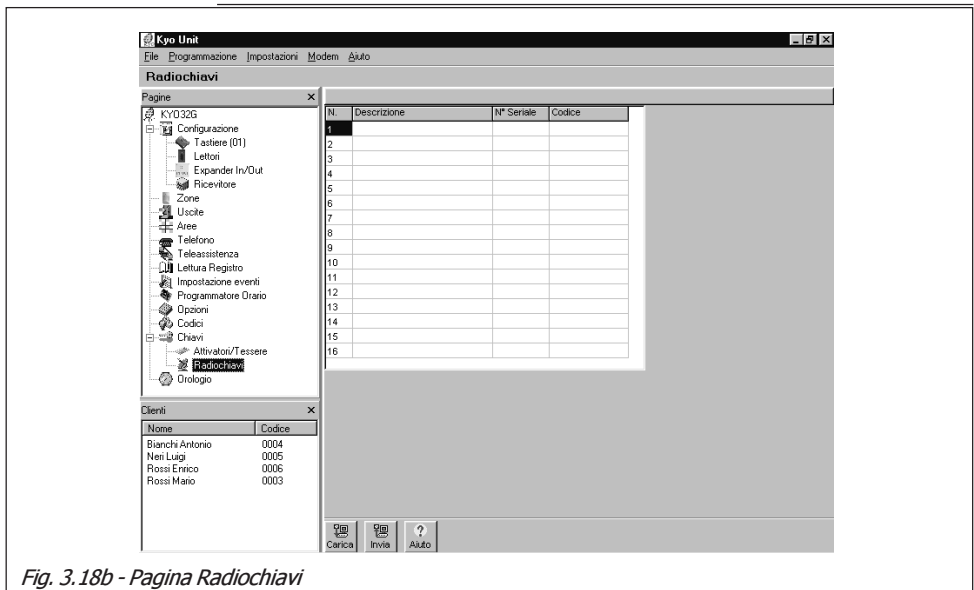 Kyo Unit
File Programmazione Impostazioni Modem Aiuto
Radiochiavi
Pagine
KYO32G
Configurazione
Tastiere (01)
Lettori
Expander In/Out
Ricevitore
Zone
Uscite
Aree
Telefono
Teleassistenza
Lettura Registro
Impostazione eventi
Programmatore Orario
Opzioni
Codici
Chiavi
Attivatori/Tessere
Radiochiavi
Orologio
N. Descrizione N° Seriale Codice
1
2
3
4
5
6
7
8
9
10
11
12
13
14
15
16
Clienti
Nome Codice
Bianchi Antonio 0004
Neri Luigi 0005
Rossi Enrico 0006
Rossi Mario 0003
Carica Invia Aiuto
Fig. 3.18b - Pagina Radiochiavi